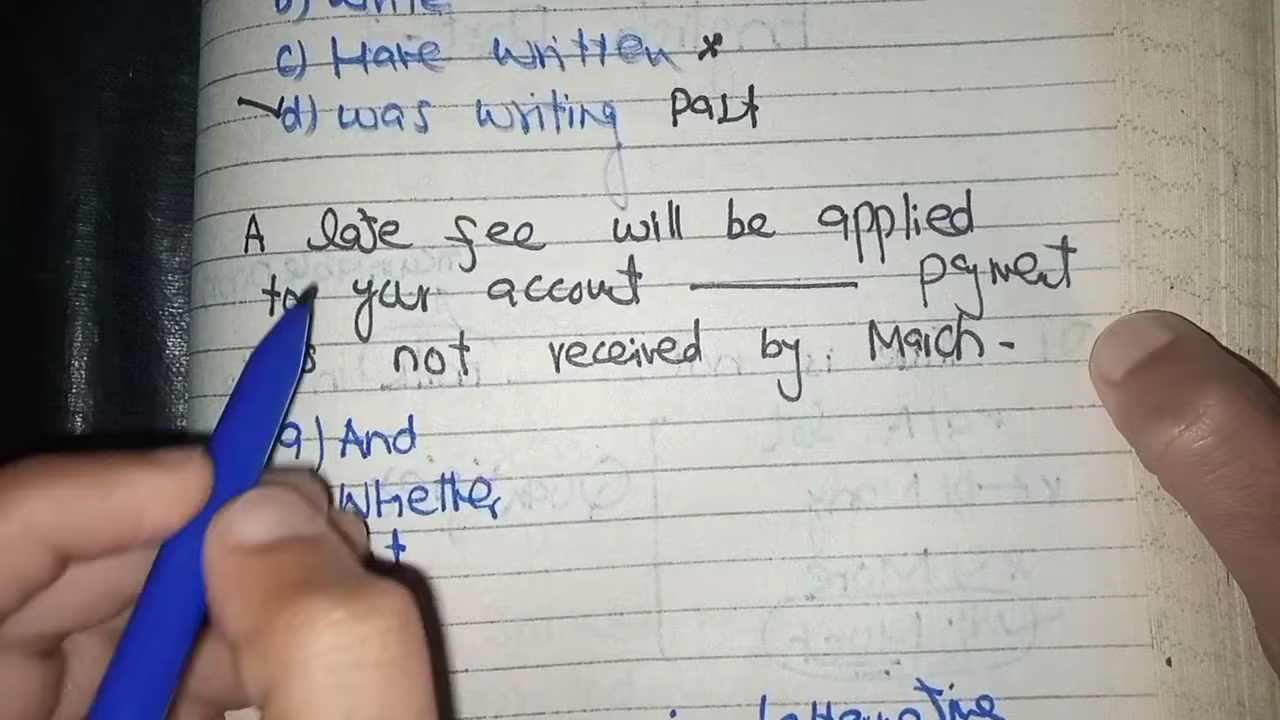 c) Have written ×
d) was writing Past
A late fee will be applied
to your account ——— payment
not received by March.
a) And
Whether